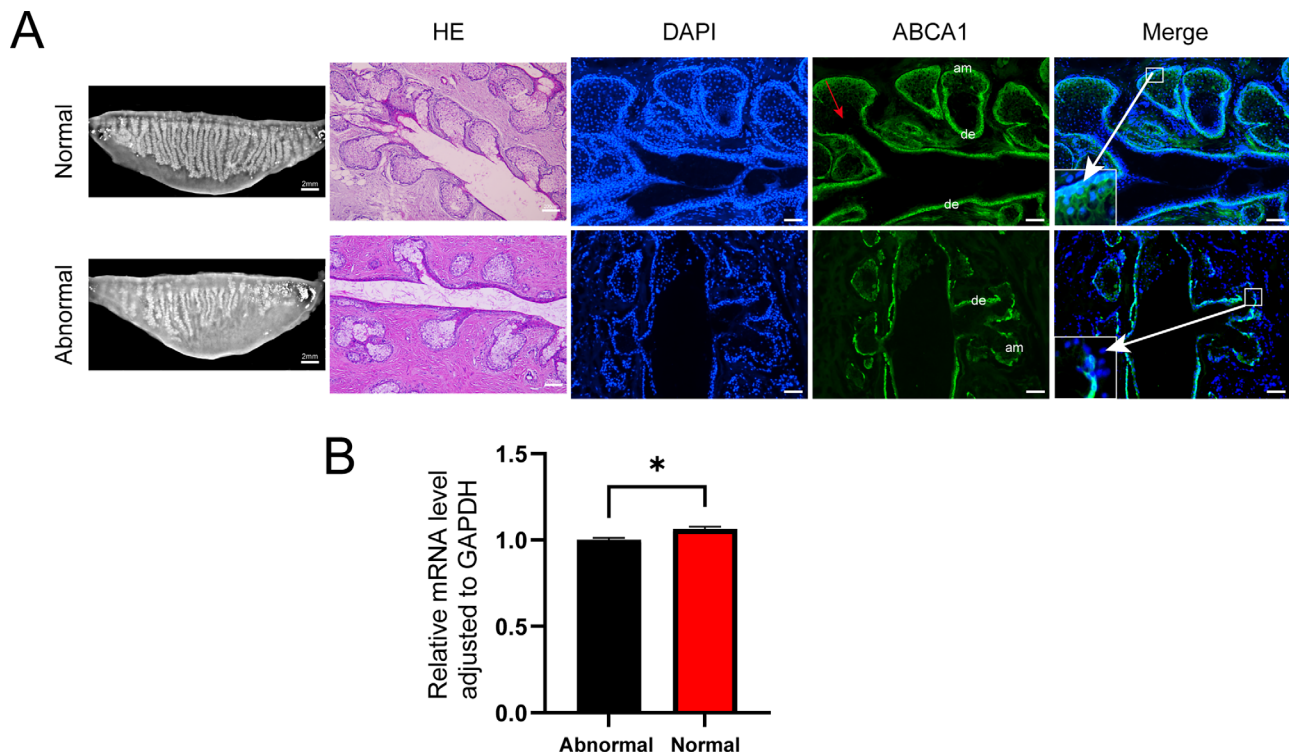 A
HE
DAPI
ABCA1
Merge
Normal
2mm
am
de
de
Abnormal
2mm
de
am
B
Relative mRNA level
adjusted to GAPDH
1.5
1.0
0.5
0.0
*
Abnormal
Normal